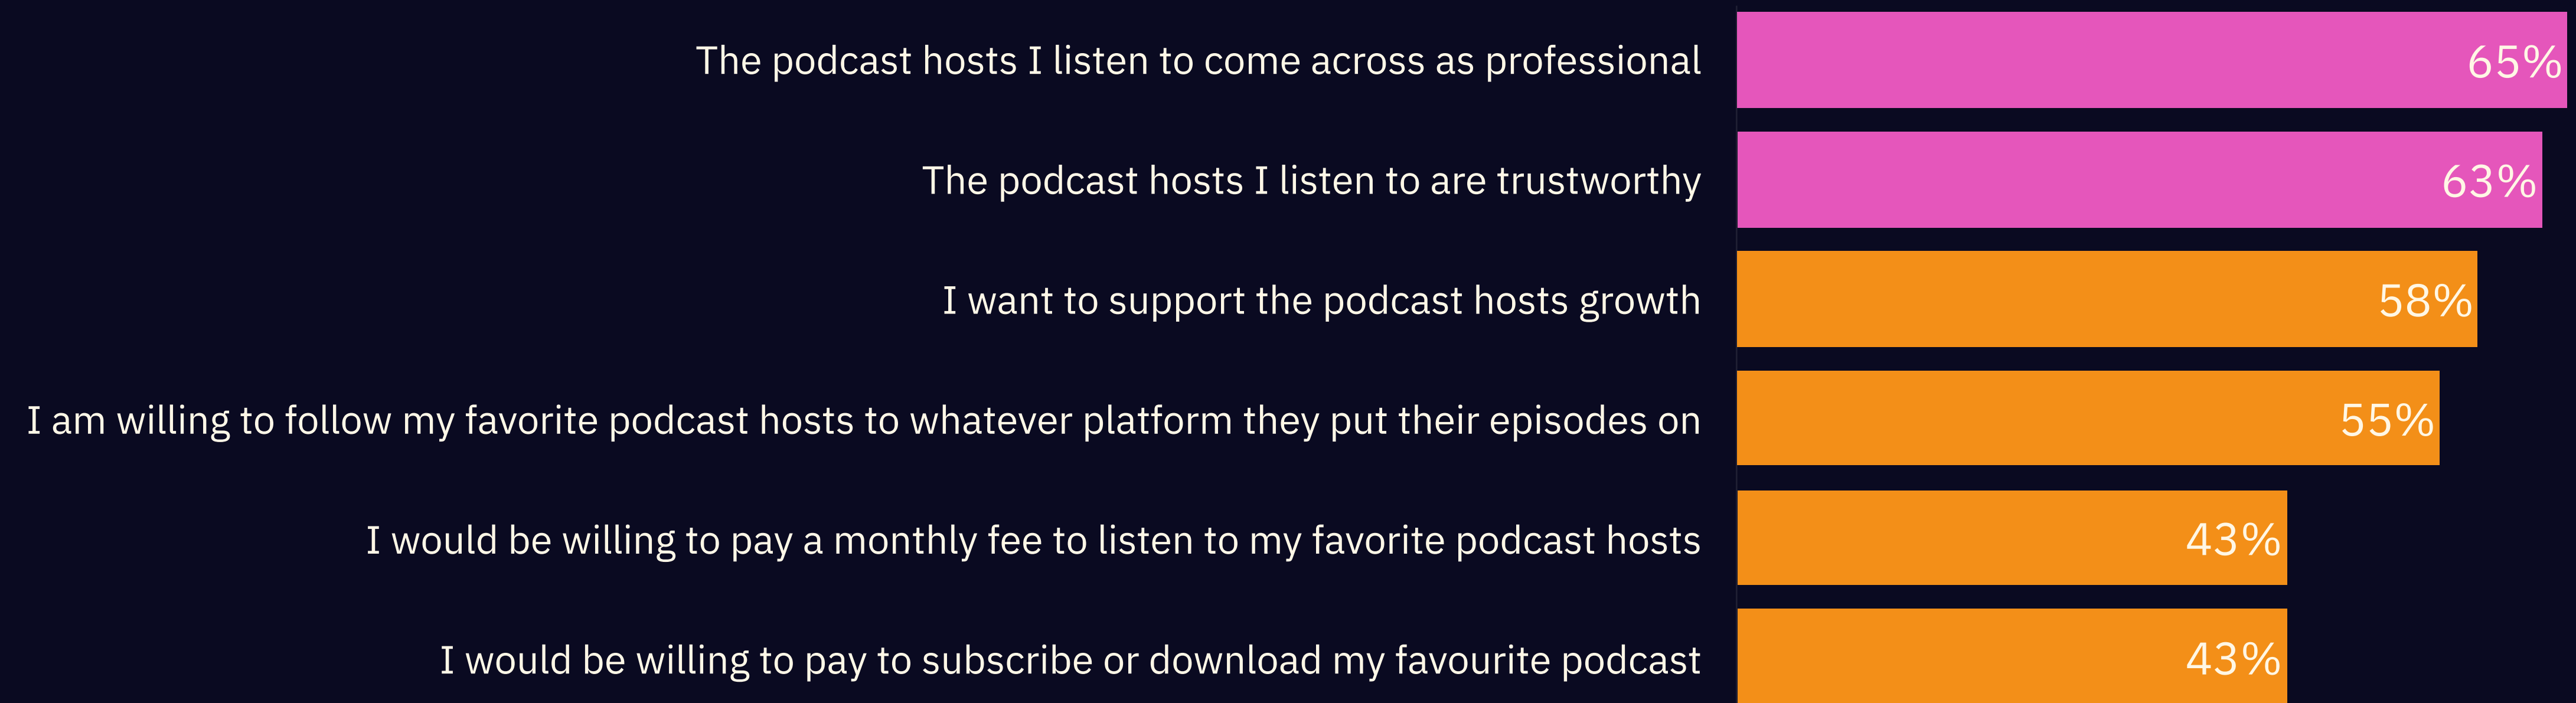 The podcast hosts I listen to come across as professional 65%
The podcast hosts I listen to are trustworthy 63%
I want to support the podcast hosts growth 58%
I am willing to follow my favorite podcast hosts to whatever platform they put their episodes on 55%
I would be willing to pay a monthly fee to listen to my favorite podcast hosts 43%
I would be willing to pay to subscribe or download my favourite podcast 43%